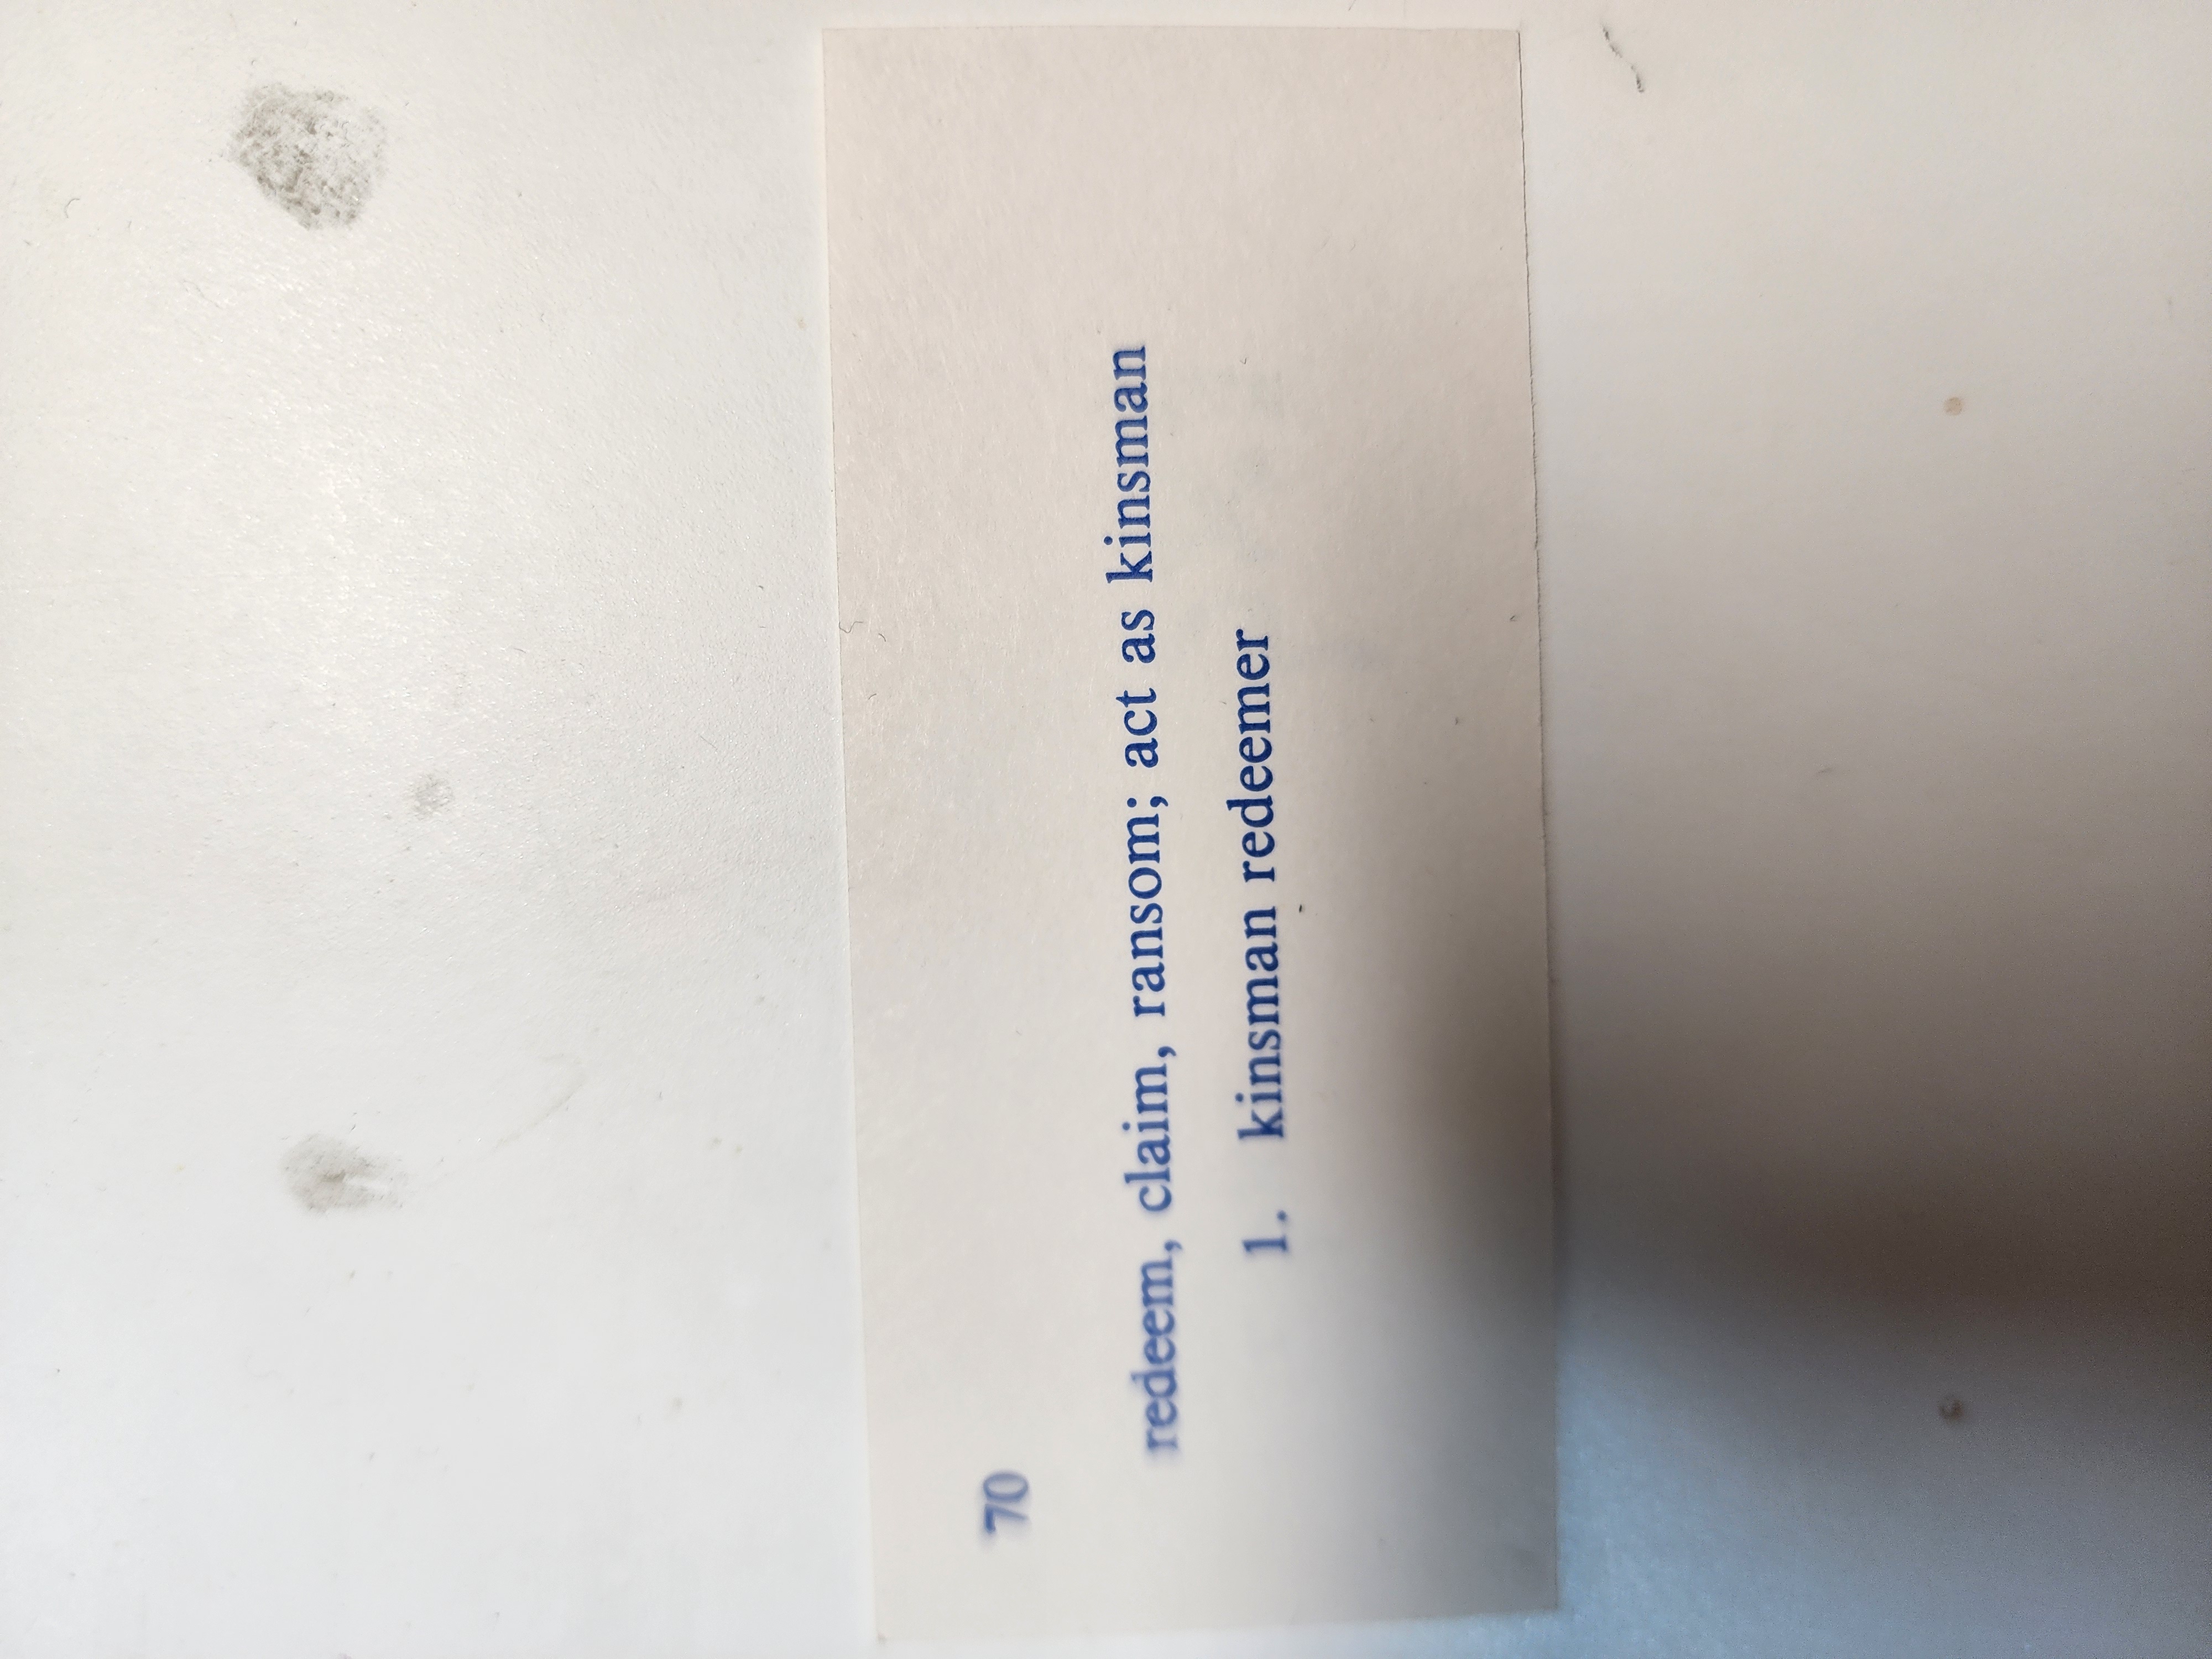 70
redeem, claim, ransom; act as kinsman
1. kinsman redeemer